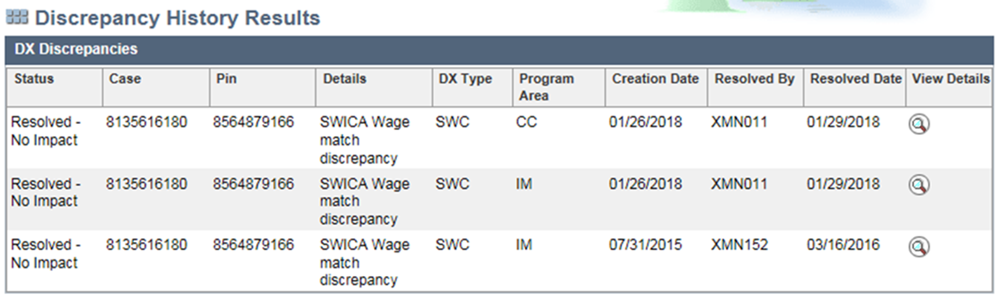 Discrepancy History Results
DX Discrepancies
Status Case Pin Details DX Type Program Area Creation Date Resolved By Resolved Date View Details
Resolved - No Impact 8135616180 8564879166 SWICA Wage match discrepancy SWC CC 01/26/2018 XMN011 01/29/2018
Resolved - No Impact 8135616180 8564879166 SWICA Wage match discrepancy SWC IM 01/26/2018 XMN011 01/29/2018
Resolved - No Impact 8135616180 8564879166 SWICA Wage match discrepancy SWC IM 07/31/2015 XMN152 03/16/2016